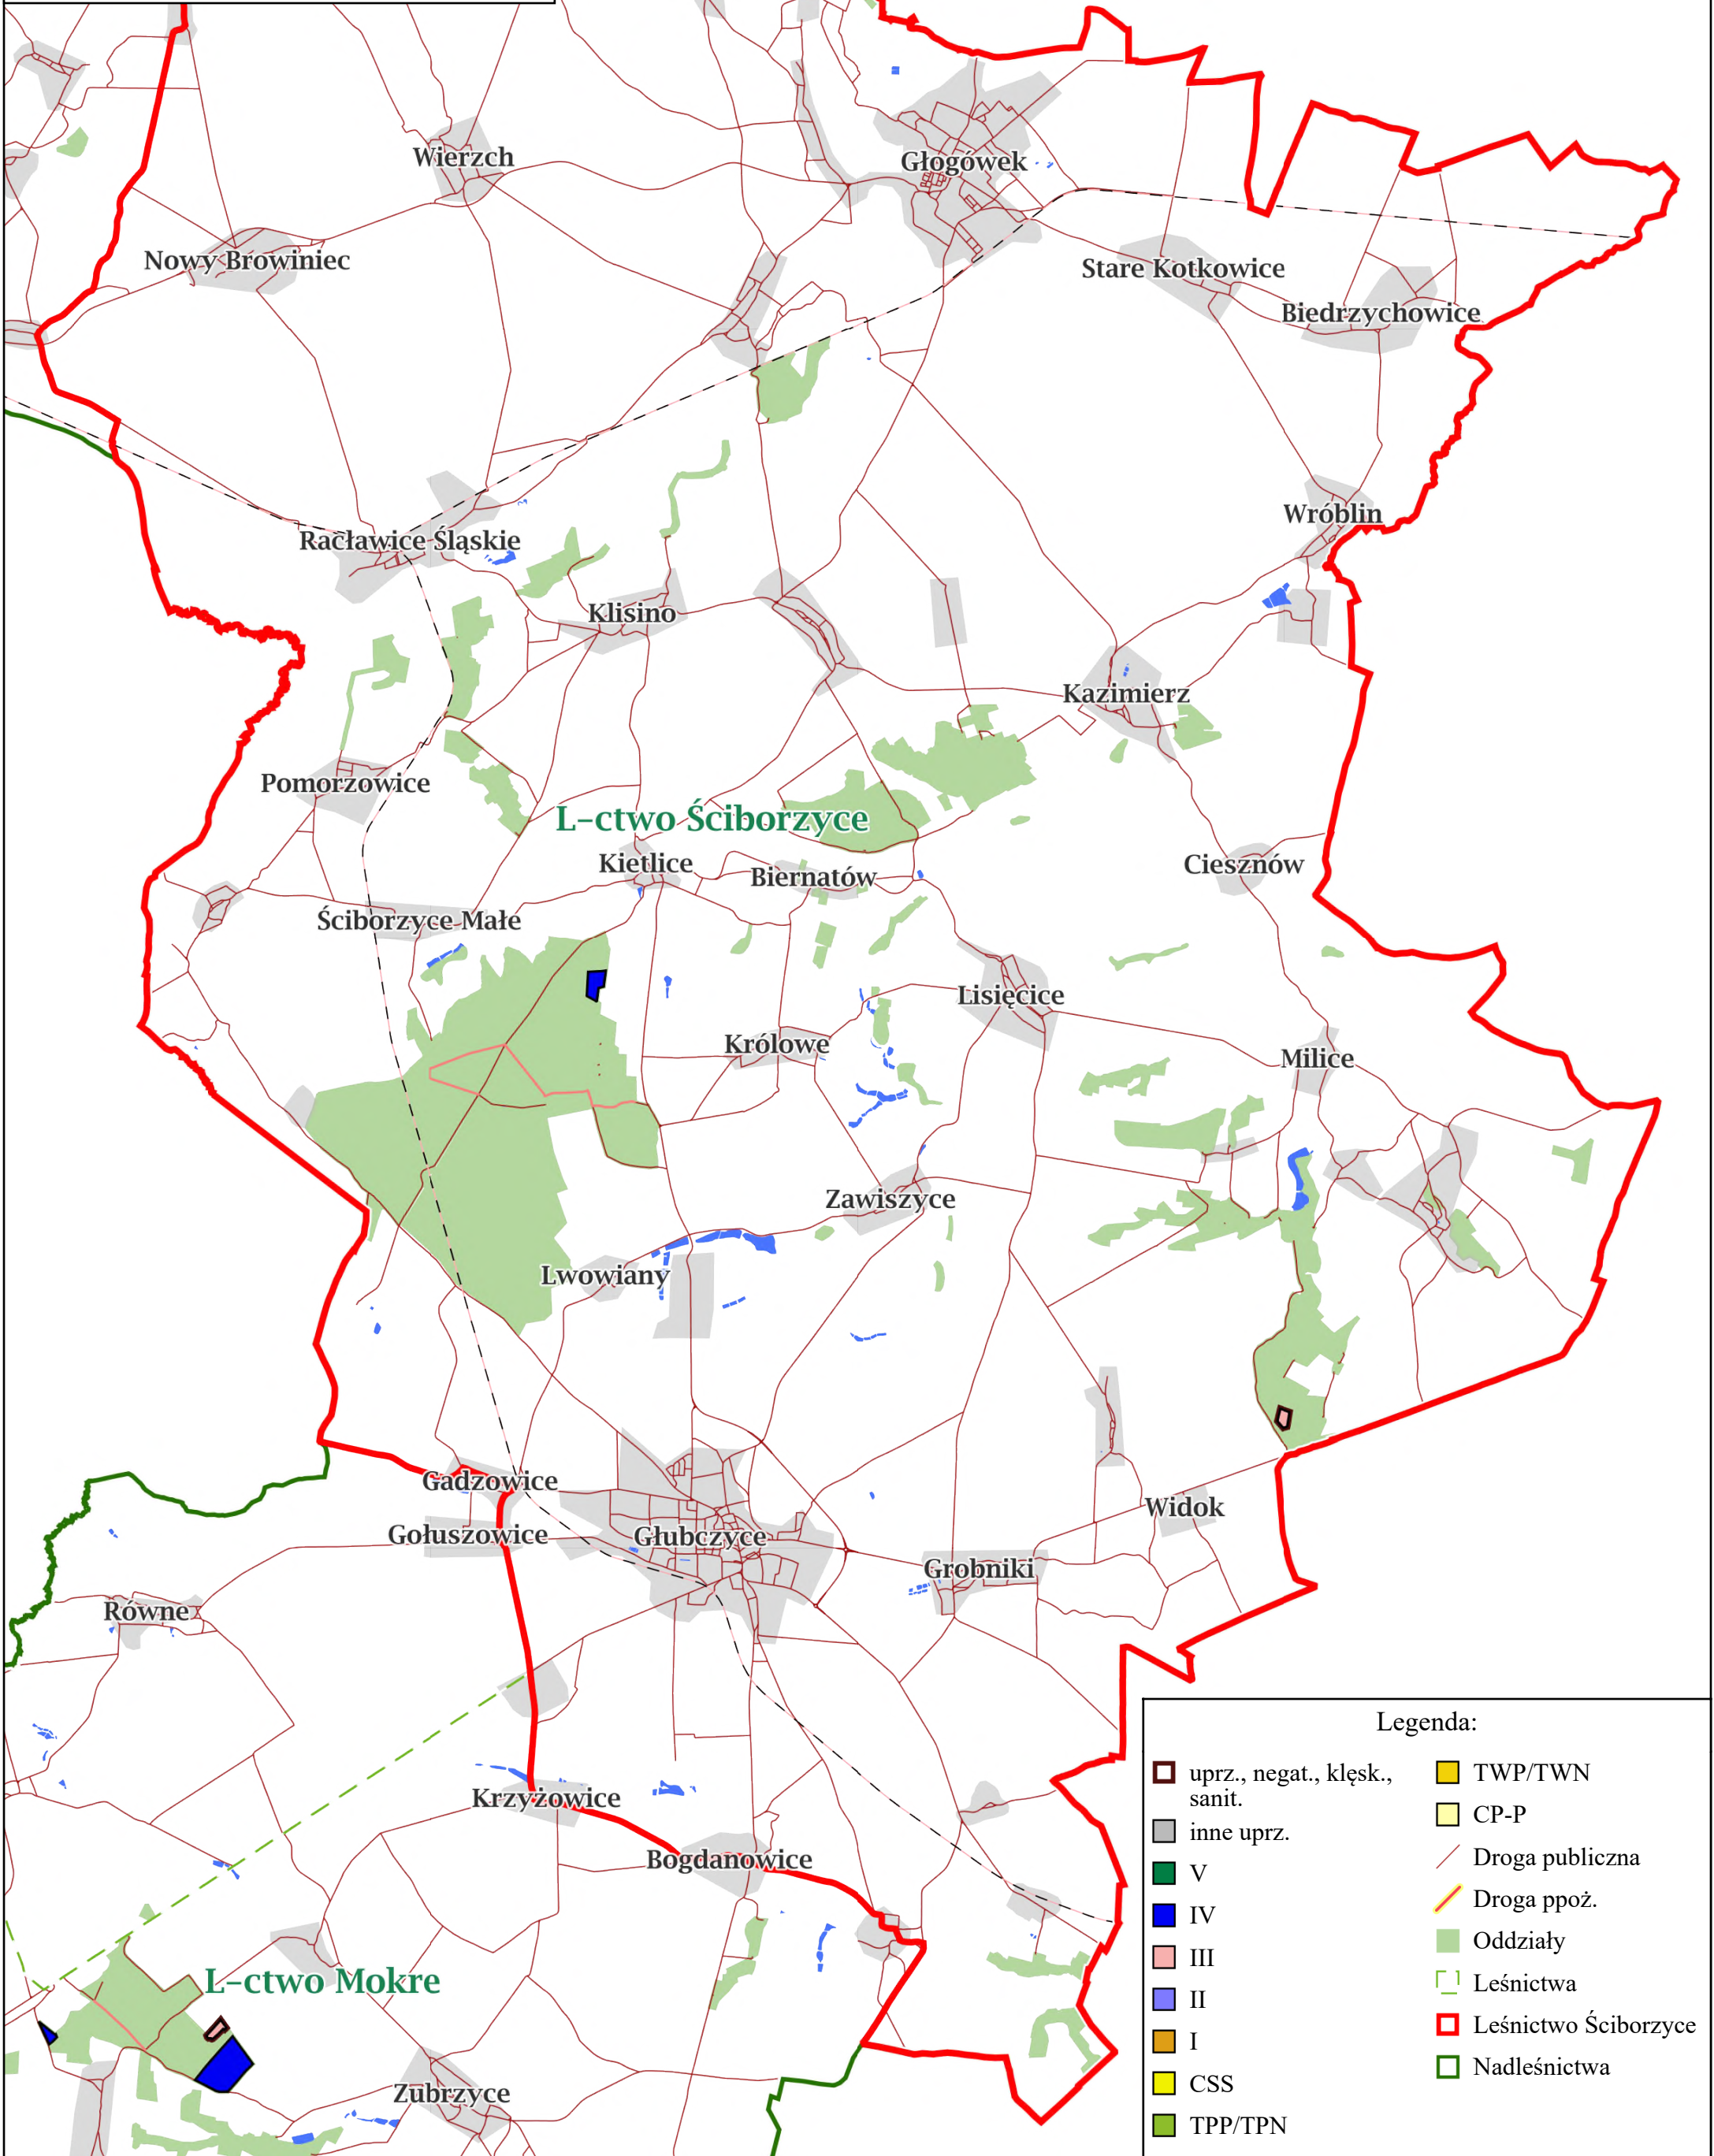 Wierzch
Głogówek
Nowy Browiniec
Stare Kotkowice
Biedrzychowice
Wróblin
Racławice Śląskie
Klisino
Kazimierz
Pomorzowice
L-ctwo Ściborzyce
Kietlice
Biernatów
Ciesznów
Ściborzyce Małe
Lisięcice
Królowe
Milice
Zawiszyce
Lwowiany
Gadzowice
Widok
Gołuszowice
Głubczyce
Grobniki
Równe
Krzyżowice
Bogdanowice
L-ctwo Mokre
Zubrzyce
Legenda:
uprz., negat., klęsk.,
sanit.
inne uprz.
V
IV
III
II
I
CSS
TPP/TPN
TWP/TWN
CP-P
Droga publiczna
Droga ppoż.
Oddziały
Leśnictwa
Leśnictwo Ściborzyce
Nadleśnictwa